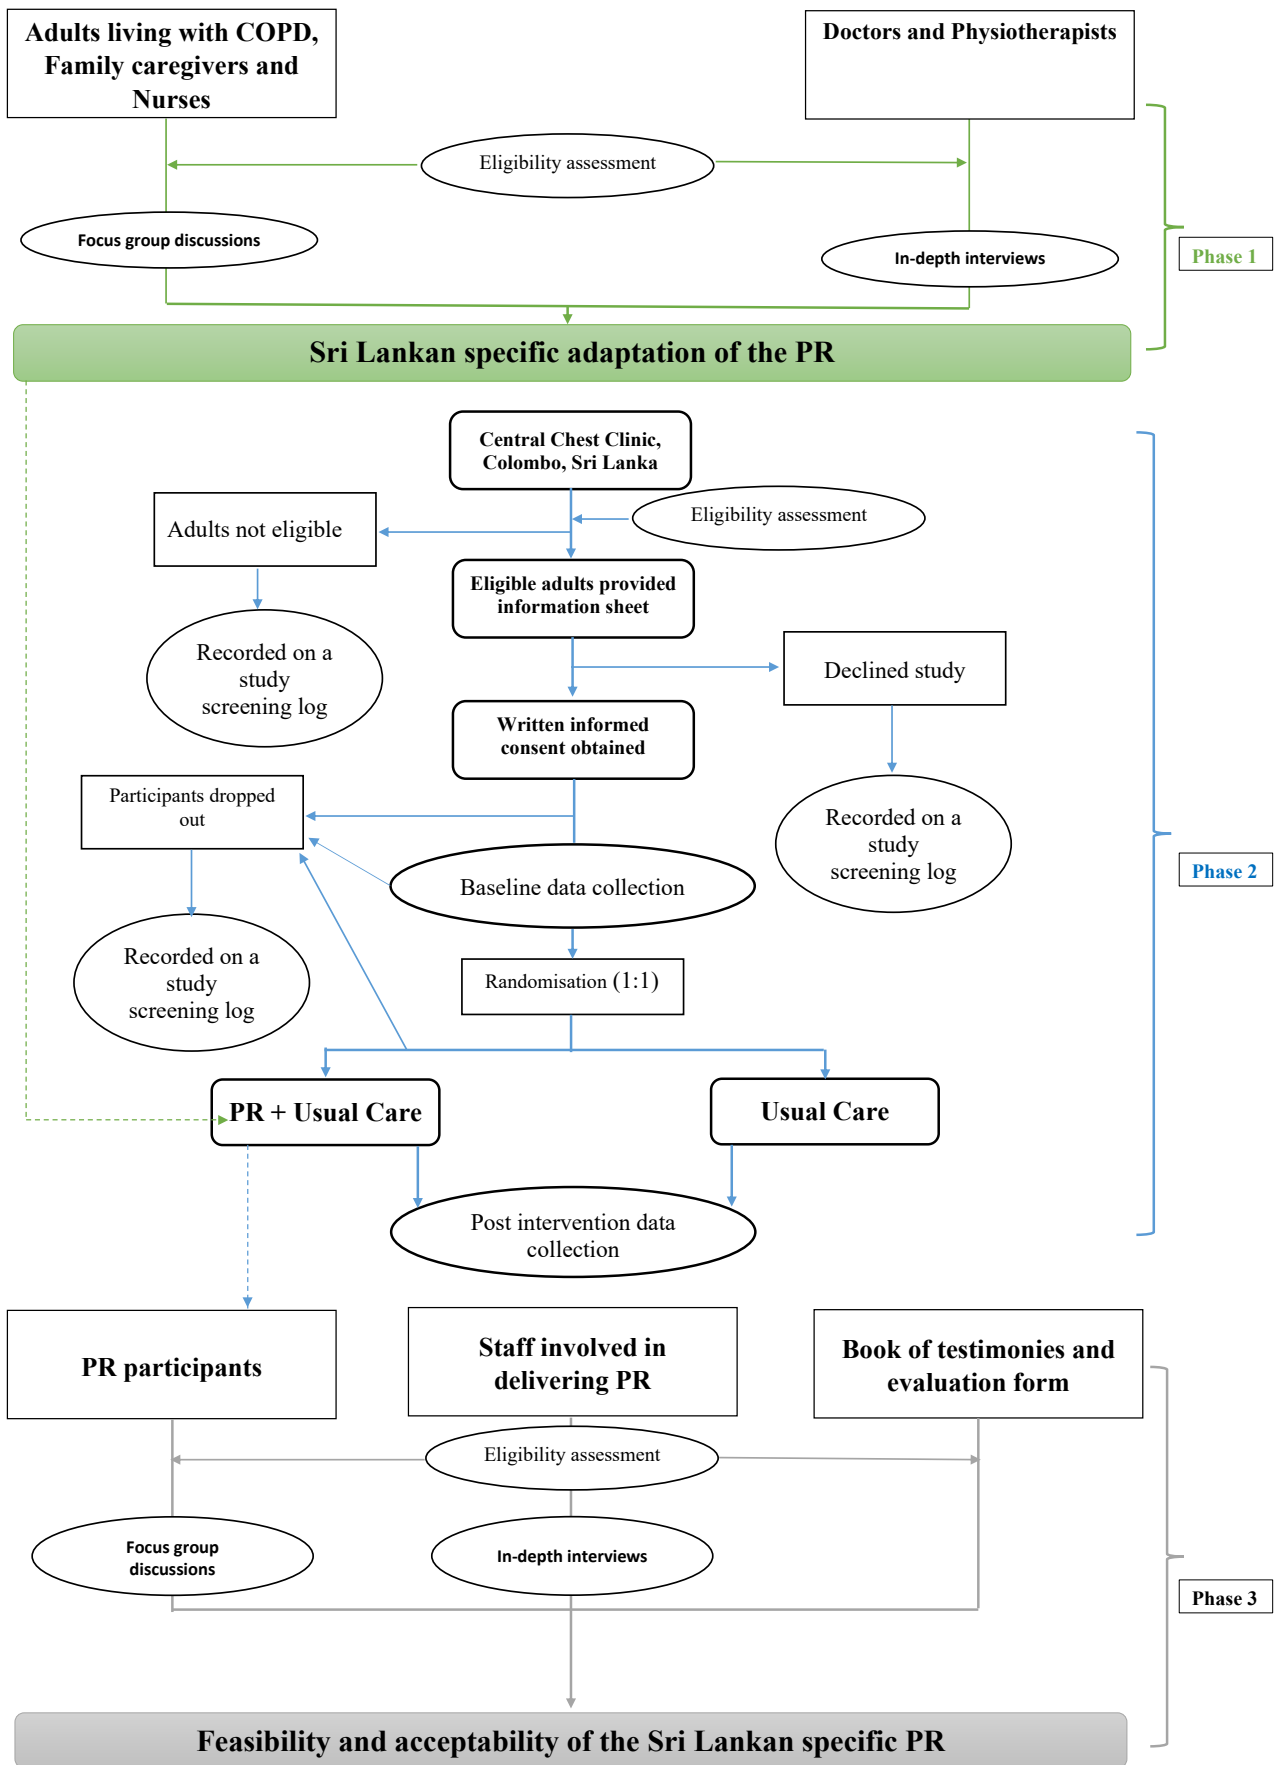 Adults living with COPD,
Family caregivers and
Nurses
Doctors and Physiotherapists
Eligibility assessment
Focus group discussions
In-depth interviews
Phase 1
Sri Lankan specific adaptation of the PR
Central Chest Clinic,
Colombo, Sri Lanka
Eligibility assessment
Adults not eligible
Eligible adults provided
information sheet
Recorded on a
study
screening log
Declined study
Written informed
consent obtained
Participants dropped
out
Recorded on a
study
screening log
Baseline data collection
Phase 2
Recorded on a
study
screening log
Randomisation (1:1)
PR + Usual Care
Usual Care
Post intervention data
collection
PR participants
Staff involved in
delivering PR
Book of testimonies and
evaluation form
Eligibility assessment
Focus group
discussions
In-depth interviews
Phase 3
Feasibility and acceptability of the Sri Lankan specific PR